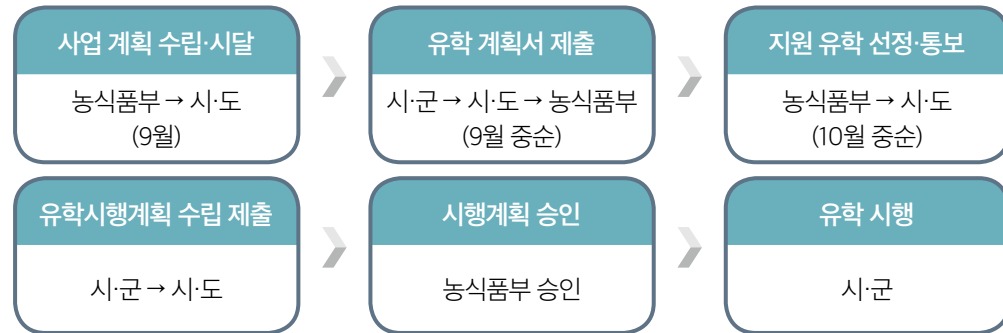 사업 계획 수립·시달
농식품부 → 시·도
(9월)
유학 계획서 제출
시·군 → 시·도 → 농식품부
(9월 중순)
지원 유학 선정·통보
농식품부 → 시·도
(10월 중순)
유학시행계획 수립 제출
시·군 → 시·도
시행계획 승인
농식품부 승인
유학 시행
시·군